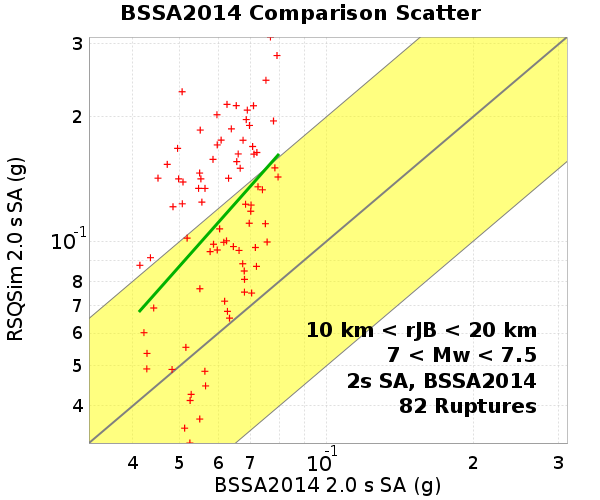 BSSA2014 Comparison Scatter
RSQSim 2.0 s SA (g)
3
2
10⁻¹
8
7
6
5
4
10 km < rJB < 20 km
7 < Mw < 7.5
2s SA, BSSA2014
82 Ruptures
4 5 6 7 10⁻¹ 2 3
BSSA2014 2.0 s SA (g)